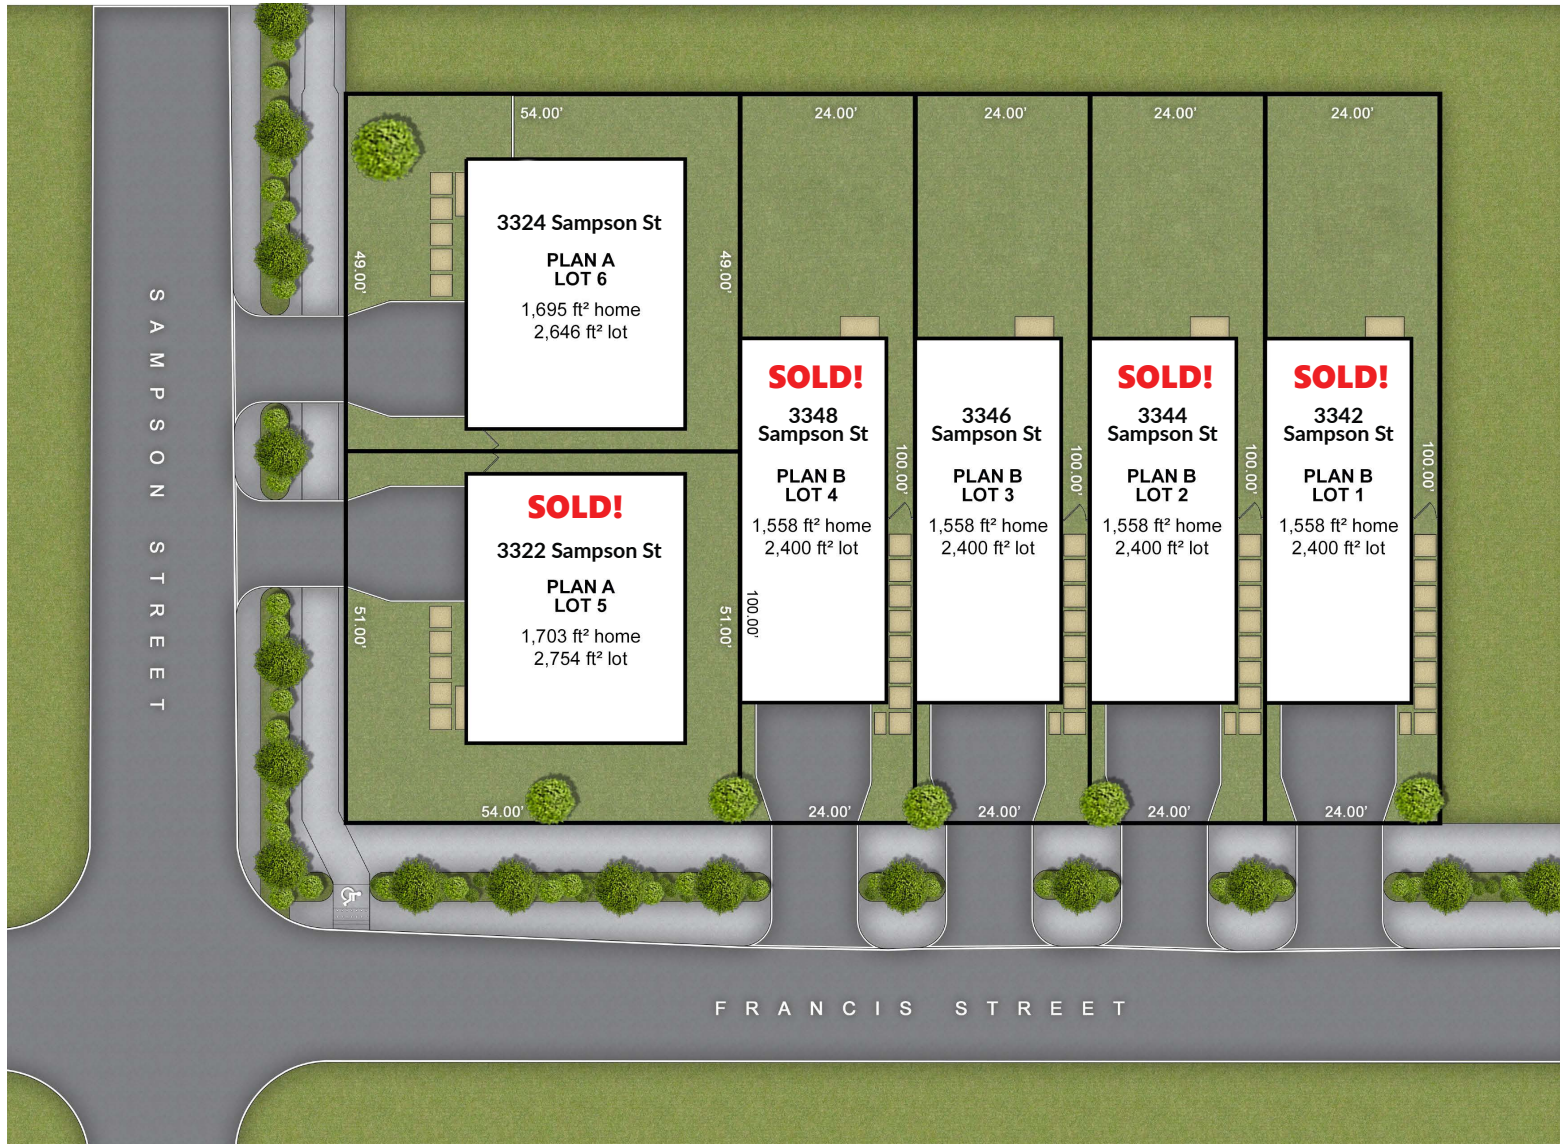 54.00'
24.00'
24.00'
24.00'
24.00'
3324 Sampson St
PLAN A
LOT 6
1,695 ft² home
2,646 ft² lot
49.00'
49.00'
SAMPSON STREET
SOLD!
3322 Sampson St
PLAN A
LOT 5
1,703 ft² home
2,754 ft² lot
51.00'
51.00'
54.00'
SOLD!
3348
Sampson St
PLAN B
LOT 4
1,558 ft² home
2,400 ft² lot
100.00'
100.00'
24.00'
3346
Sampson St
PLAN B
LOT 3
1,558 ft² home
2,400 ft² lot
100.00'
24.00'
SOLD!
3344
Sampson St
PLAN B
LOT 2
1,558 ft² home
2,400 ft² lot
100.00'
24.00'
SOLD!
3342
Sampson St
PLAN B
LOT 1
1,558 ft² home
2,400 ft² lot
100.00'
24.00'
FRANCIS STREET